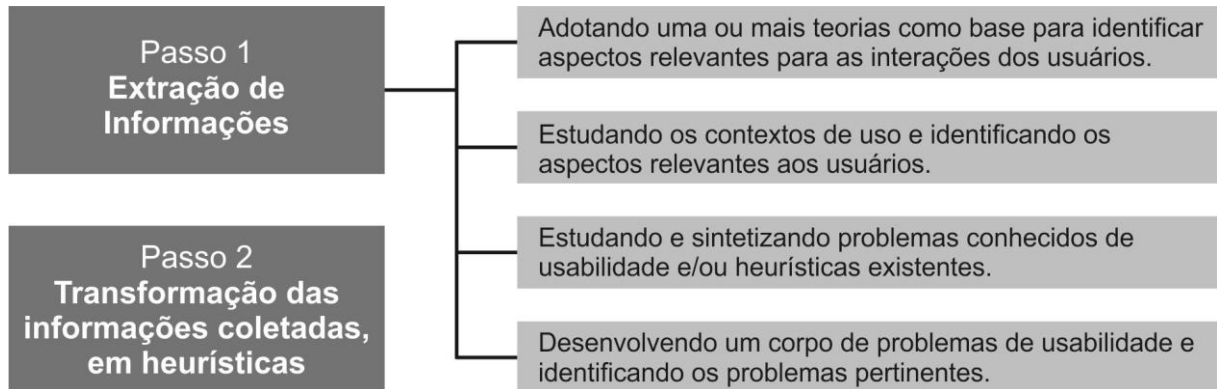 Passo 1
Extração de
Informações
Adotando uma ou mais teorias como base para identificar
aspectos relevantes para as interações dos usuários.
Estudando os contextos de uso e identificando os
aspectos relevantes aos usuários.
Estudando e sintetizando problemas conhecidos de
usabilidade e/ou heurísticas existentes.
Desenvolvendo um corpo de problemas de usabilidade e
identificando os problemas pertinentes.
Passo 2
Transformação das
informações coletadas,
em heurísticas